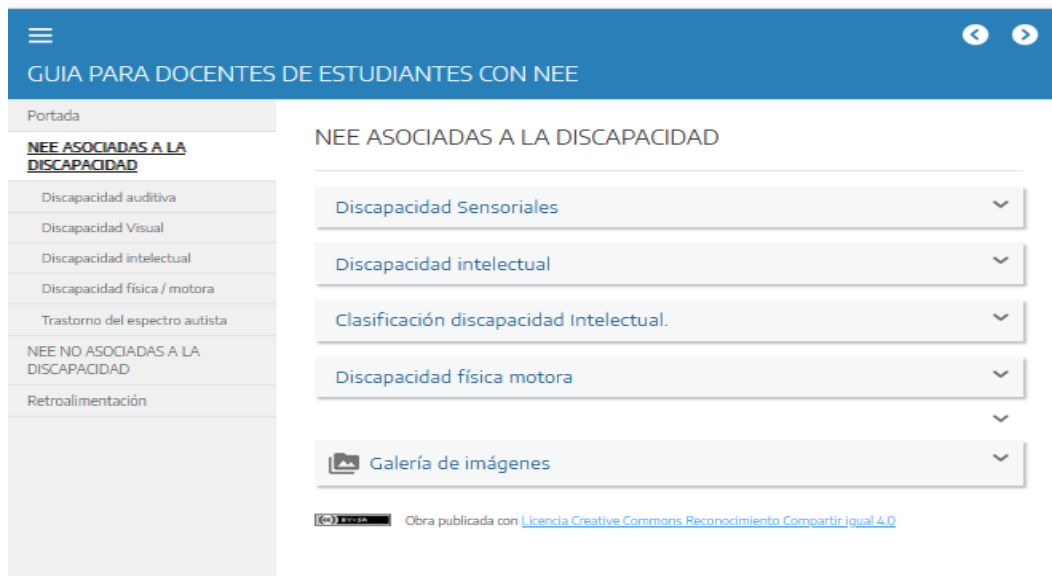 GUIA PARA DOCENTES DE ESTUDIANTES CON NEE
Portada
NEE ASOCIADAS A LA
DISCAPACIDAD
Discapacidad auditiva
Discapacidad Visual
Discapacidad intelectual
Discapacidad física / motora
Trastorno del espectro autista
NEE NO ASOCIADAS A LA
DISCAPACIDAD
Retroalimentación
NEE ASOCIADAS A LA DISCAPACIDAD
Discapacidad Sensoriales
Discapacidad intelectual
Clasificación discapacidad Intelectual.
Discapacidad física motora
Galería de imágenes
(cc) BY-SA Obra publicada con Licencia Creative Commons Reconocimiento Compartir igual 4.0